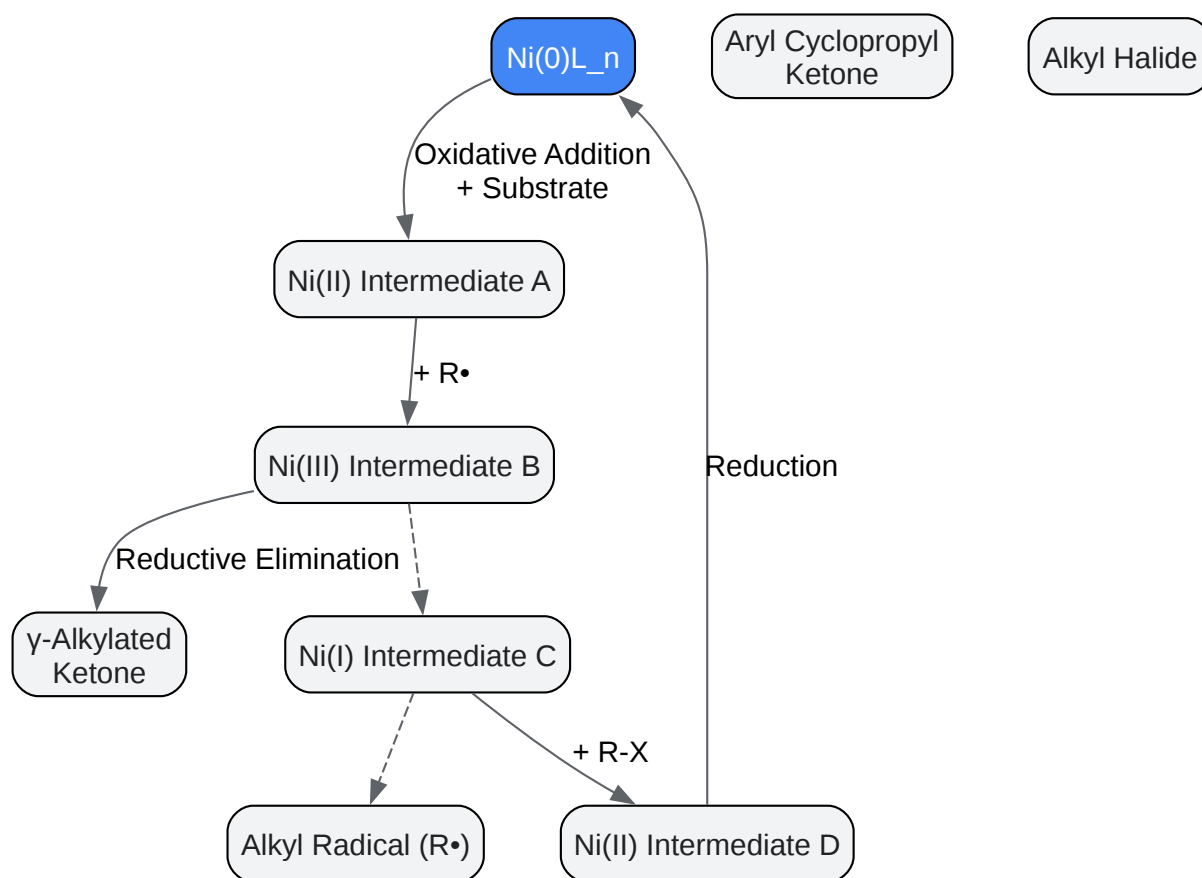 Ni(0)L_n
Aryl Cyclopropyl
Ketone
Alkyl Halide
Oxidative Addition
+ Substrate
Ni(II) Intermediate A
+ R•
Ni(III) Intermediate B
Reduction
Reductive Elimination
γ-Alkylated
Ketone
Ni(I) Intermediate C
+ R-X
Alkyl Radical (R•)
Ni(II) Intermediate D